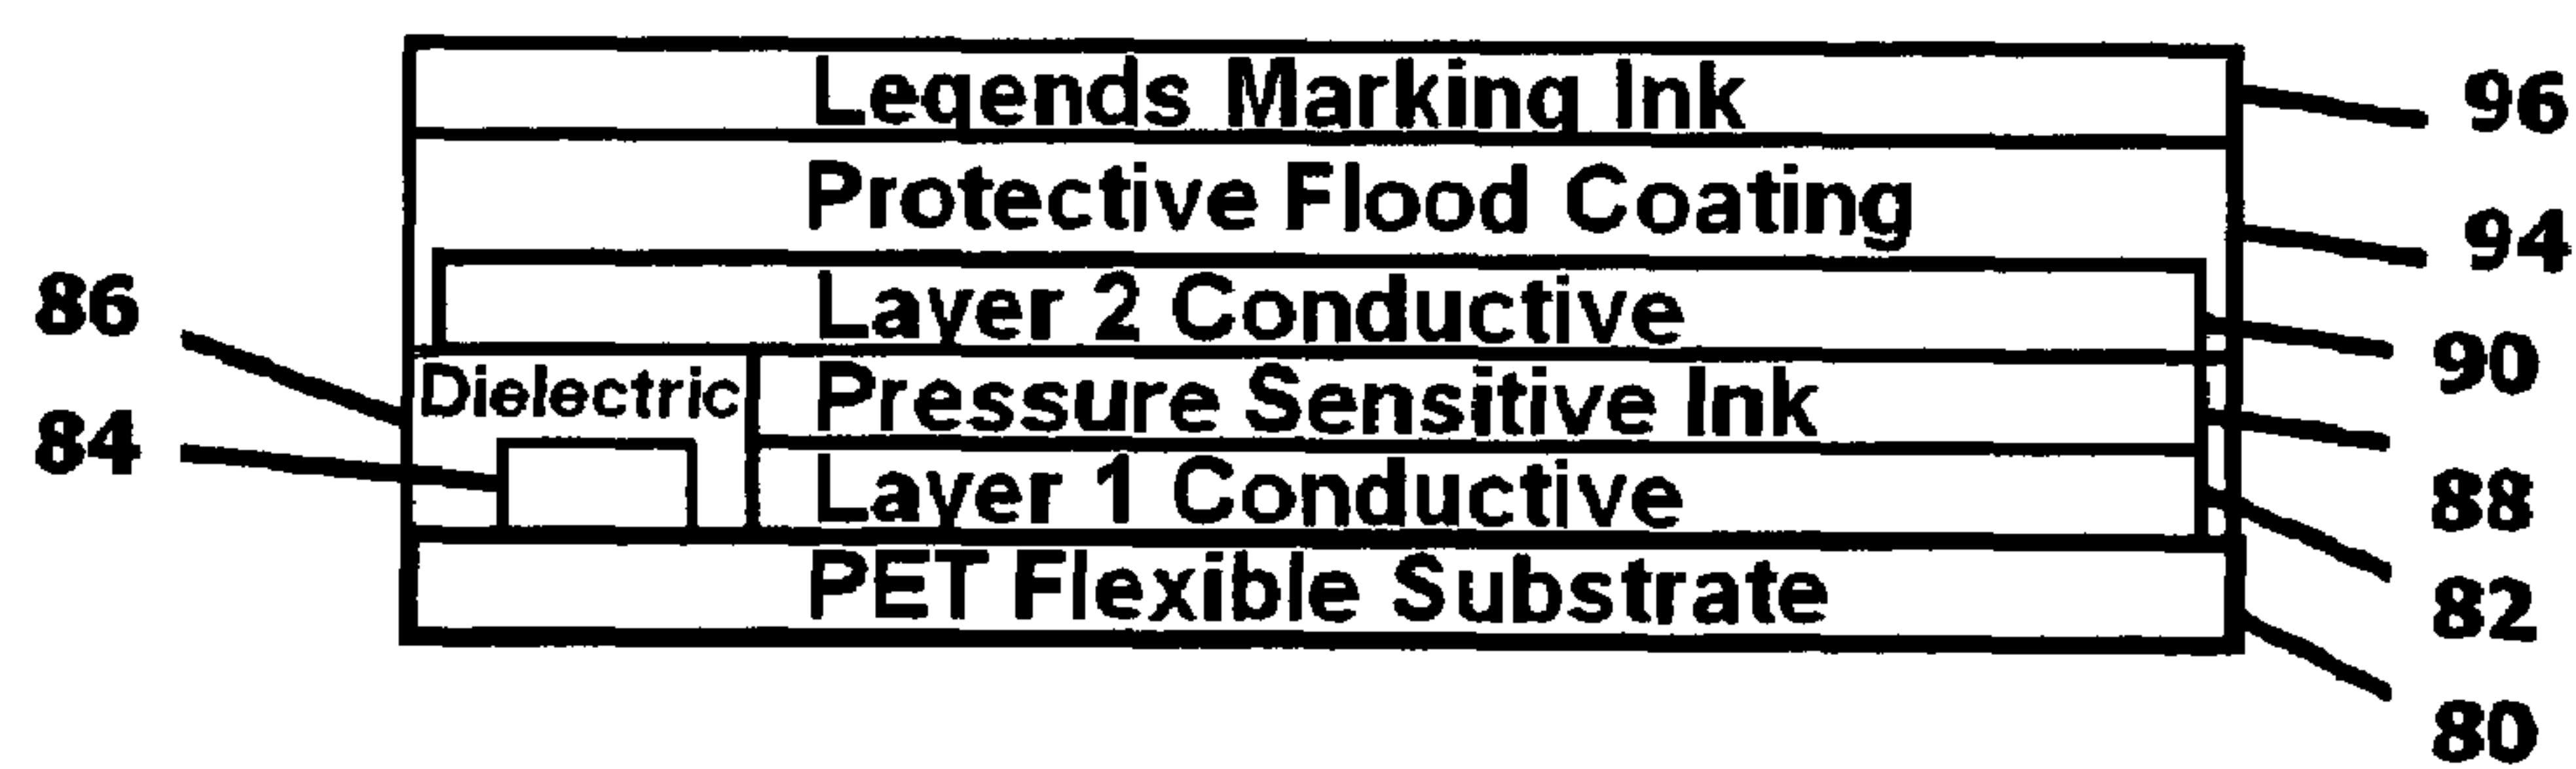 Legends Marking Ink
96
Protective Flood Coating
94
86
Layer 2 Conductive
90
Dielectric
Pressure Sensitive Ink
84
88
Layer 1 Conductive
82
PET Flexible Substrate
80